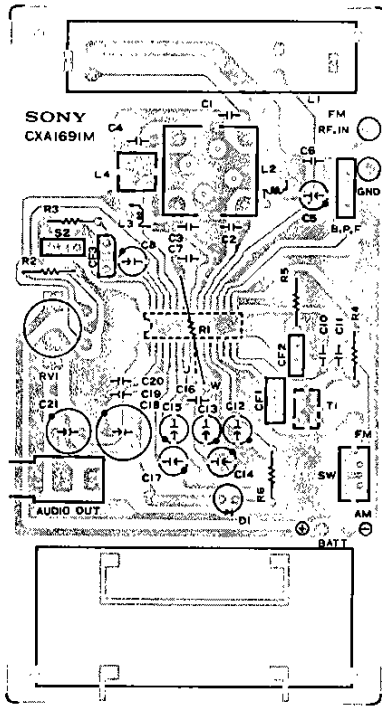 C1
L1
SONY
CXA1691M
FM
RF.IN
C4
C6
L4
L2
GND
C5
R3
L3
B.P.F
S2
C3
C2
CF3
C8
C7
R2
R5
R1
C10
C11
R4
CF2
RV1
C20
C19
C16
W
CF1
T1
C21
C18
C15
C13
C12
FM
C17
C14
SW
R6
AUDIO OUT
D1
AM
⊕ ⊖
BATT